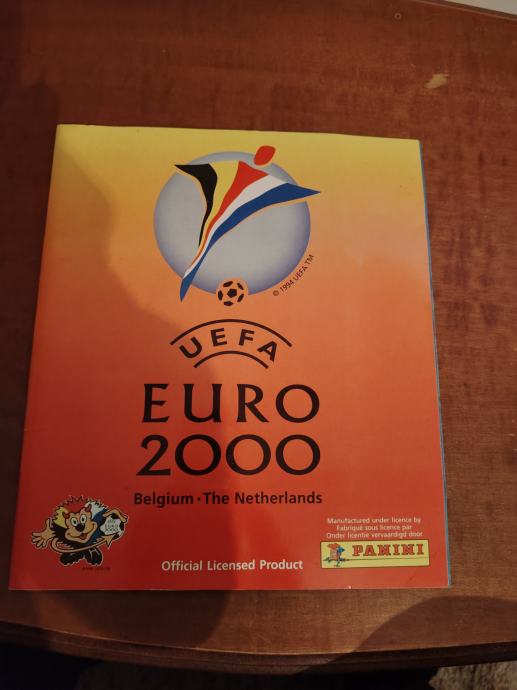 © 1994 UEFA TM
UEFA
EURO
2000
Belgium · The Netherlands
Manufactured under licence by
Fabriqué sous licence par
Onder licentie vervaardigd door
PANINI
Official Licensed Product